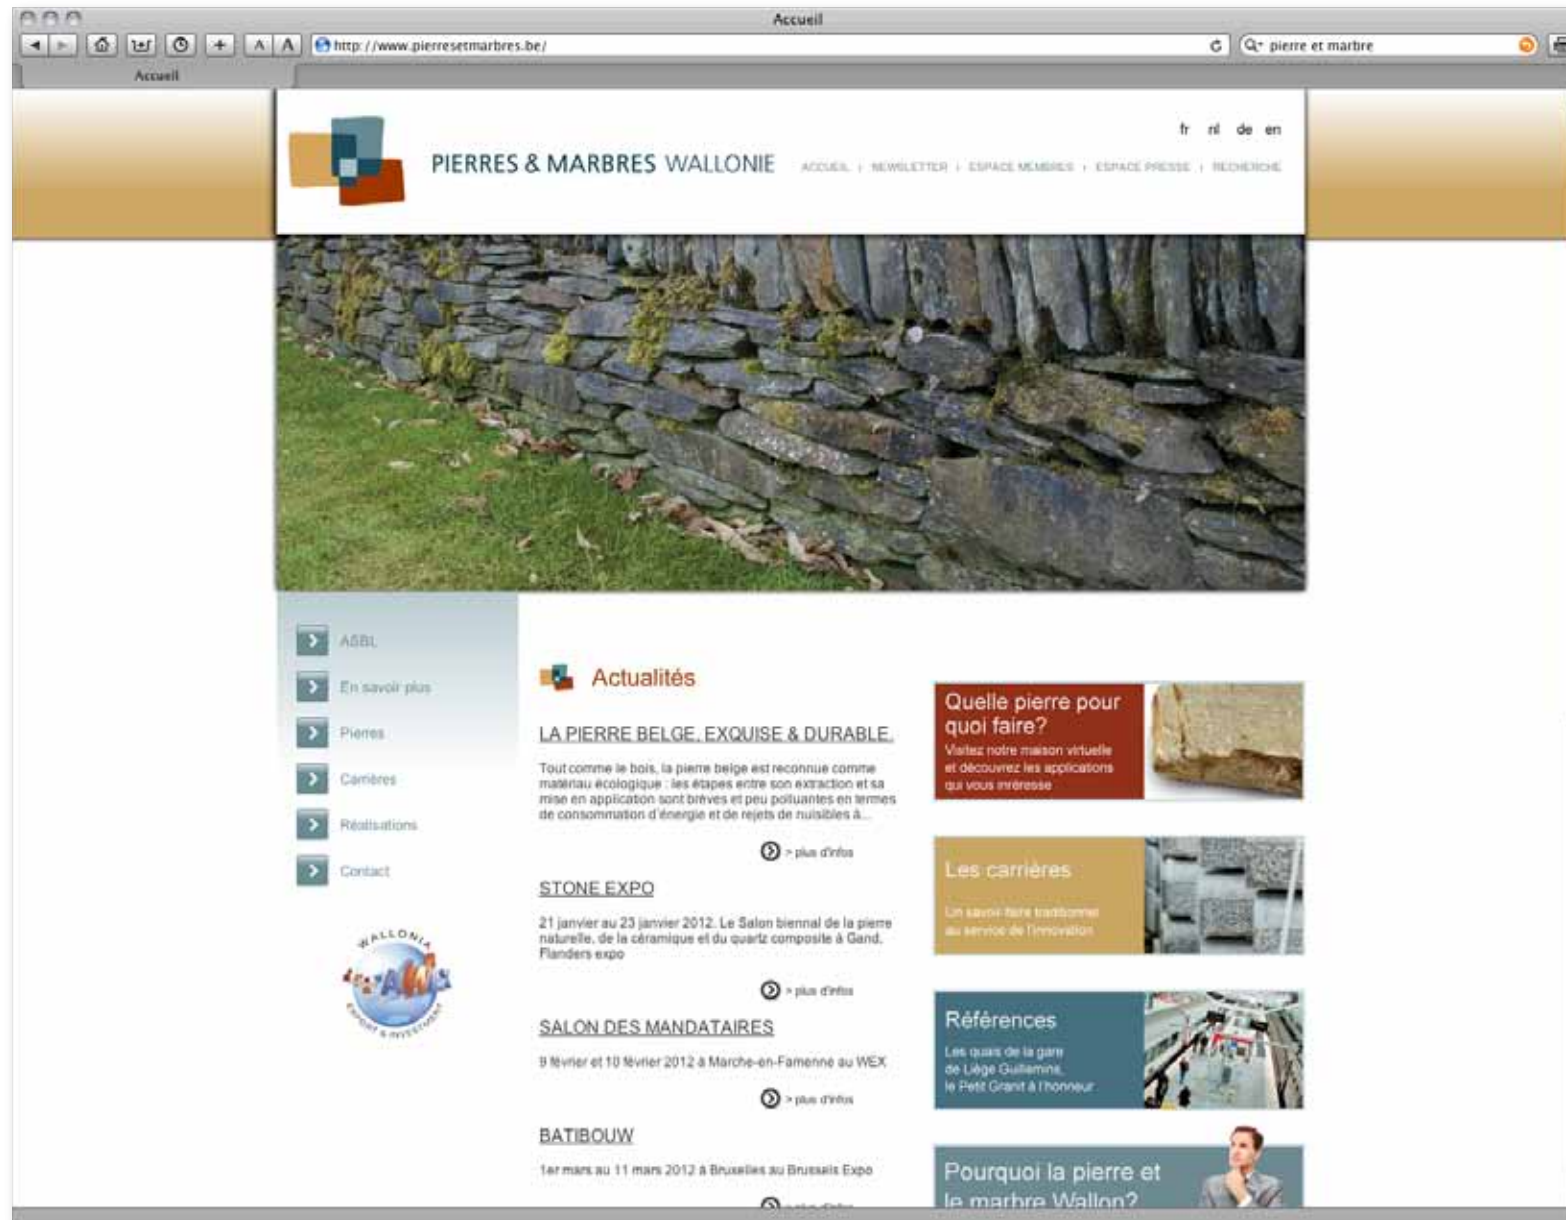 Accueil
A A
http://www.pierresetmarbres.be/
pierre et marbre
Accueil
fr nl de en
PIERRES & MARBRES WALLONIE
ACCUEIL NEWSLETTER ESPACE MEMBRES ESPACE PRESSE RECHERCHE
ASBL
En savoir plus
Pierres
Carrières
Réalisations
Contact
WALLONIA
AWEX
EXPORT & INVESTMENT
Actualités
LA PIERRE BELGE, EXQUISE & DURABLE.
Tout comme le bois, la pierre belge est reconnue comme
matériau écologique : les étapes entre son extraction et sa
mise en application sont brèves et peu polluantes en termes
de consommation d'énergie et de rejets de nuisibles à...
> plus d'infos
STONE EXPO
21 janvier au 23 janvier 2012. Le Salon biennal de la pierre
naturelle, de la céramique et du quartz composite à Gand,
Flanders expo
> plus d'infos
SALON DES MANDATAIRES
9 février et 10 février 2012 à Marche-en-Famenne au WEX
> plus d'infos
BATIBOUW
1er mars au 11 mars 2012 à Bruxelles au Brussels Expo
Quelle pierre pour
quoi faire?
Visitez notre maison virtuelle
et découvrez les applications
qui vous inréresse
Les carrières
Un savoir-faire traditionnel
au service de l'innovation
Références
Les quais de la gare
de Liège Guillemins,
le Petit Granit à l'honneur
Pourquoi la pierre et
le marbre Wallon?